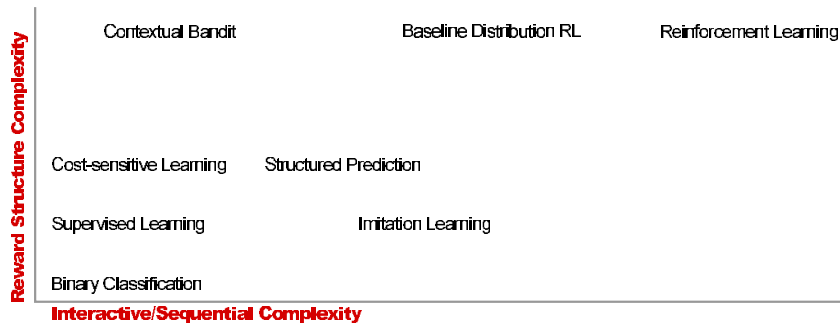 Contextual Bandit Baseline Distribution RL Reinforcement Learning
Cost-sensitive Learning Structured Prediction
Supervised Learning Imitation Learning
Binary Classification
Reward Structure Complexity
Interactive/Sequential Complexity